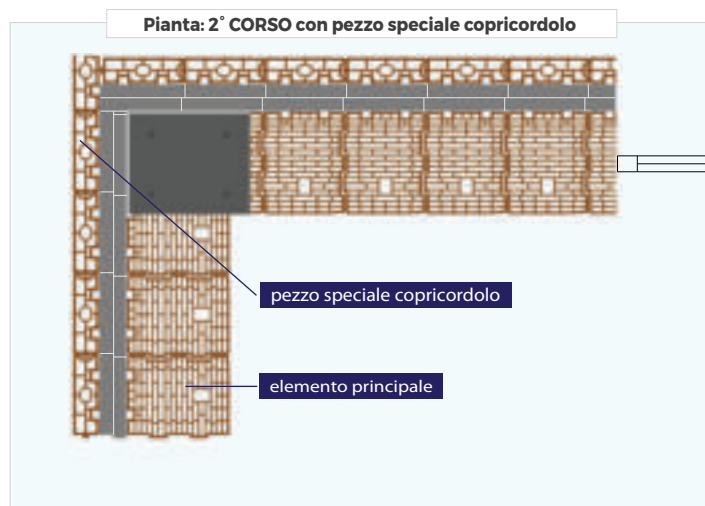 Pianta: 2° CORSO con pezzo speciale copricordolo
pezzo speciale copricordolo
elemento principale